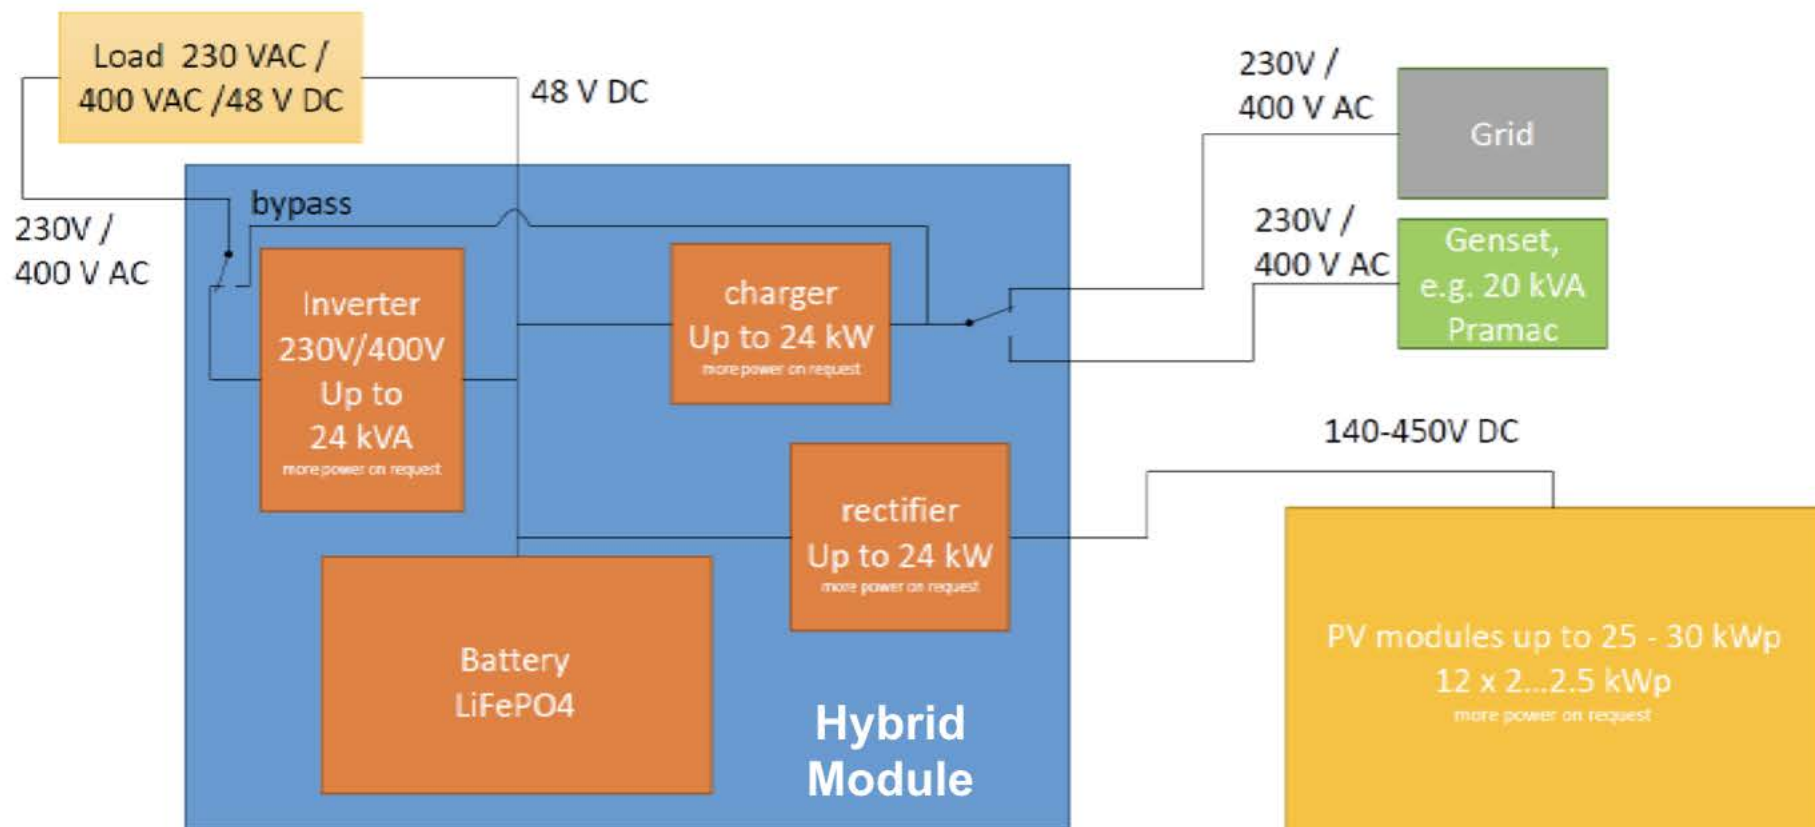 Load 230 VAC /
400 VAC /48 V DC
48 V DC
230V /
400 V AC
Grid
bypass
230V /
400 V AC
230V /
400 V AC
Genset,
e.g. 20 kVA
Pramac
Inverter
230V/400V
Up to
24 kVA
more power on request
charger
Up to 24 kW
more power on request
140-450V DC
rectifier
Up to 24 kW
more power on request
Battery
LiFePO4
Hybrid
Module
PV modules up to 25 - 30 kWp
12 x 2...2.5 kWp
more power on request